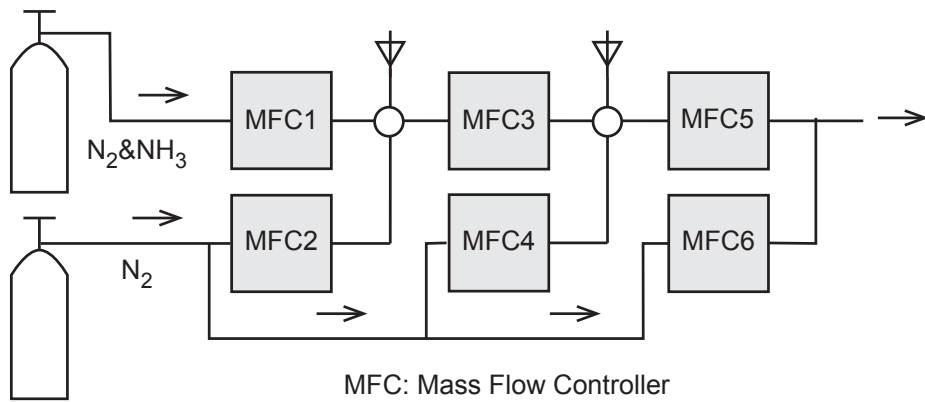 MFC1
MFC3
MFC5
N₂&NH₃
MFC2
MFC4
MFC6
N₂
MFC: Mass Flow Controller